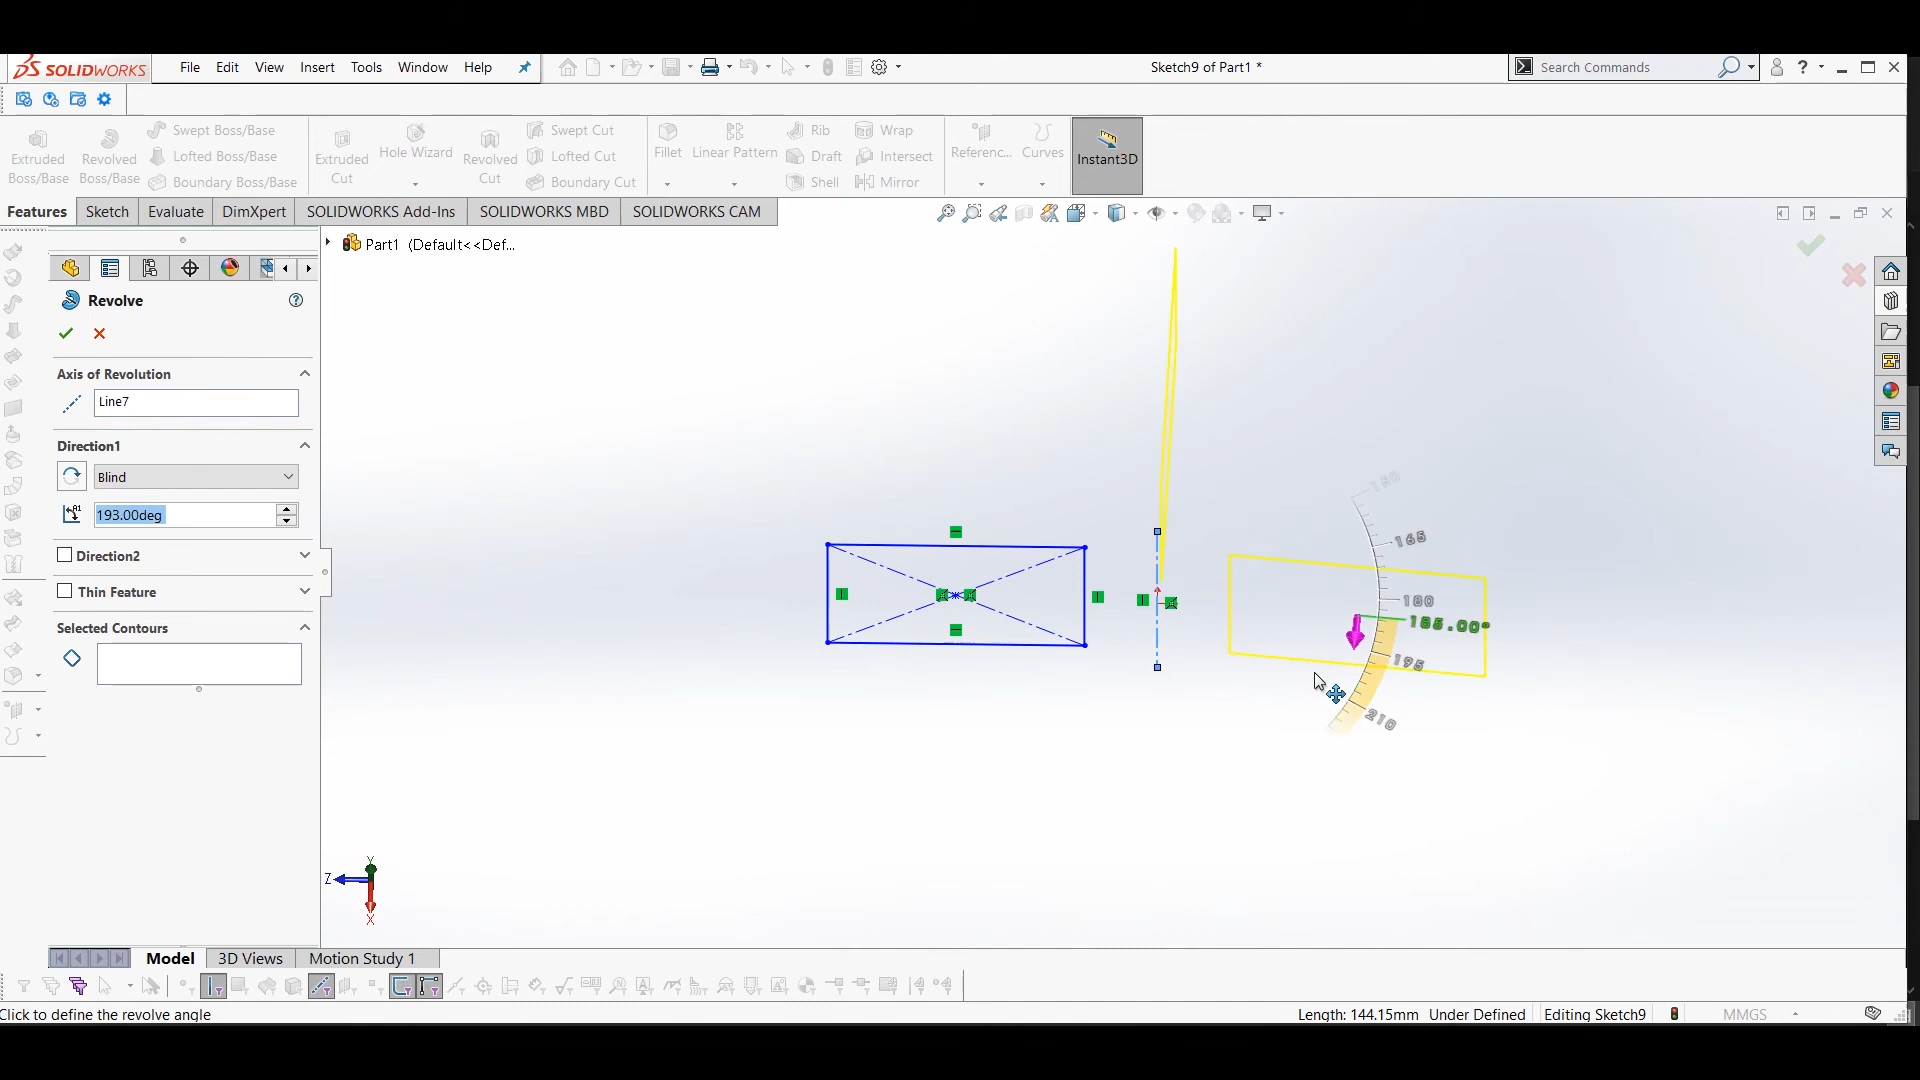 SOLIDWORKS File Edit View Insert Tools Window Help Sketch9 of Part1 * Search Commands ?
Extruded Boss/Base
Revolved Boss/Base
Swept Boss/Base
Lofted Boss/Base
Boundary Boss/Base
Extruded Cut
Hole Wizard
Revolved Cut
Swept Cut
Lofted Cut
Boundary Cut
Fillet
Linear Pattern
Rib
Draft
Shell
Wrap
Intersect
Mirror
Referenc...
Curves
Instant3D
Features Sketch Evaluate DimXpert SOLIDWORKS Add-Ins SOLIDWORKS MBD SOLIDWORKS CAM
Part1 (Default<<Def...
Revolve
Axis of Revolution
Line7
Direction1
Blind
193.00deg
Direction2
Thin Feature
Selected Contours
150
165
180
185.00°
195
210
Y
Z
X
Model 3D Views Motion Study 1
Click to define the revolve angle Length: 144.15mm Under Defined Editing Sketch9 MMGS